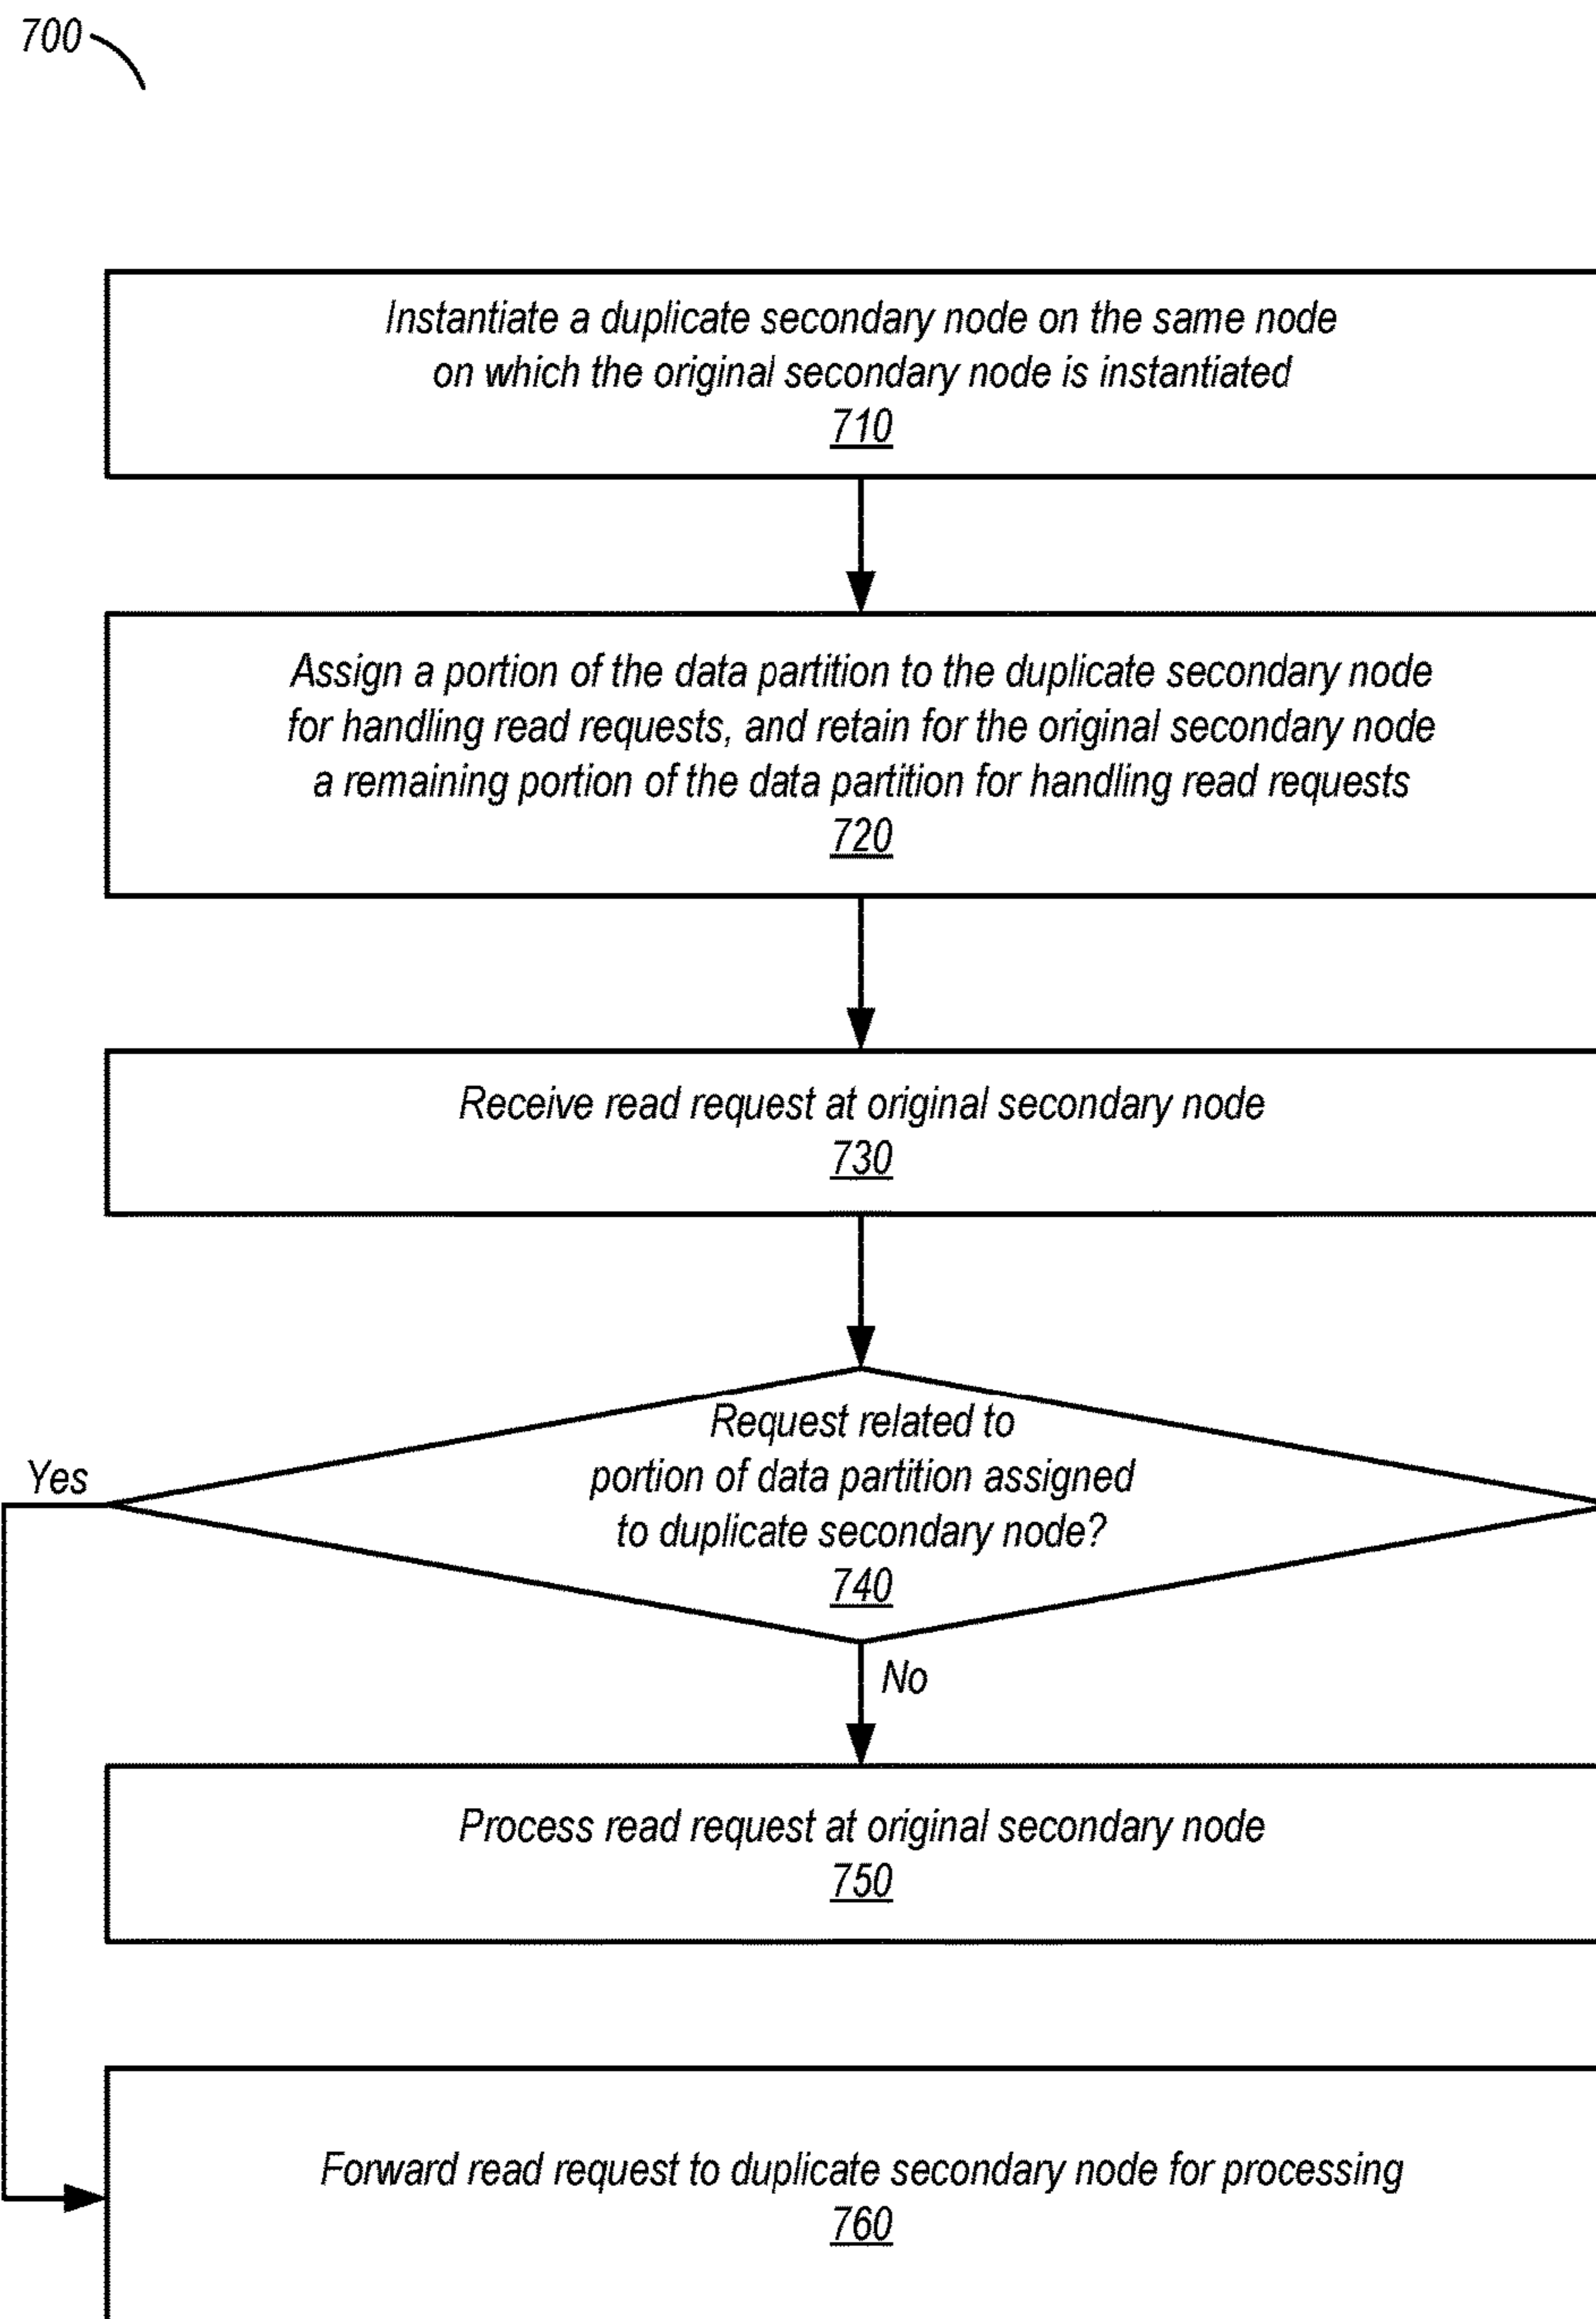 700
Instantiate a duplicate secondary node on the same node
on which the original secondary node is instantiated
710
Assign a portion of the data partition to the duplicate secondary node
for handling read requests, and retain for the original secondary node
a remaining portion of the data partition for handling read requests
720
Receive read request at original secondary node
730
Request related to
portion of data partition assigned
to duplicate secondary node?
740
Yes
No
Process read request at original secondary node
750
Forward read request to duplicate secondary node for processing
760